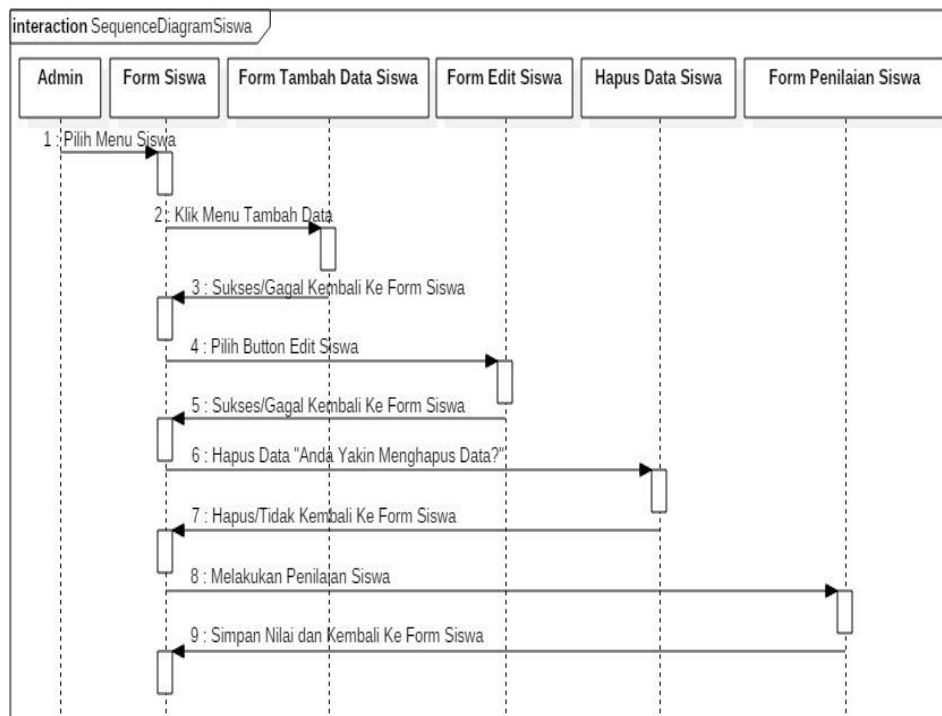 interaction SequenceDiagramSiswa
Admin
Form Siswa
Form Tambah Data Siswa
Form Edit Siswa
Hapus Data Siswa
Form Penilaian Siswa
1 : Pilih Menu Siswa
2 : Klik Menu Tambah Data
3 : Sukses/Gagal Kembali Ke Form Siswa
4 : Pilih Button Edit Siswa
5 : Sukses/Gagal Kembali Ke Form Siswa
6 : Hapus Data "Anda Yakin Menghapus Data?"
7 : Hapus/Tidak Kembali Ke Form Siswa
8 : Melakukan Penilaian Siswa
9 : Simpan Nilai dan Kembali Ke Form Siswa